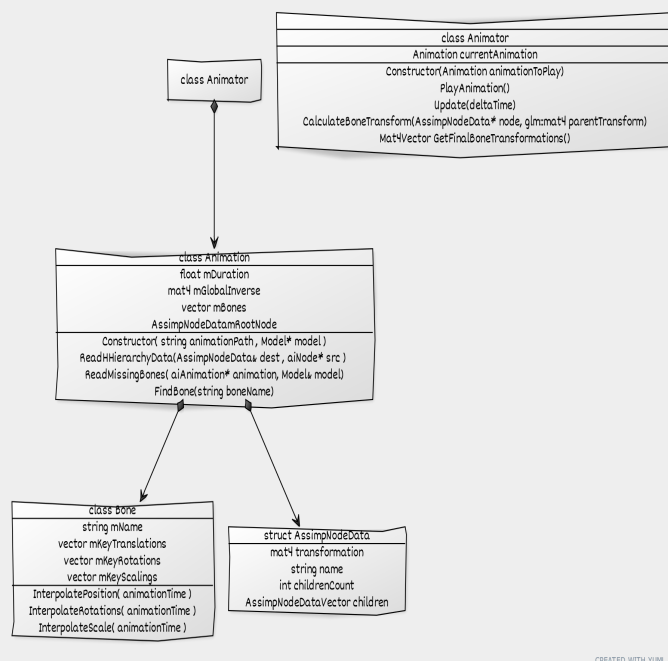 class Animator
class Animator
Animation currentAnimation
Constructor(Animation animationToPlay)
PlayAnimation()
Update(deltaTime)
CalculateBoneTransform(AssimpNodeData* node, glm:mat4 parentTransform)
Mat4Vector GetFinalBoneTransformations()
class Animation
float mDuration
mat4 mGlobalInverse
vector mBones
AssimpNodeDatamRootNode
Constructor( string animationPath , Model* model )
ReadHHierarchyData(AssimpNodeData& dest , aiNode* src )
ReadMissingBones( aiAnimation* animation, Model& model)
FindBone(string boneName)
class Bone
string mName
vector mKeyTranslations
vector mKeyRotations
vector mKeyScalings
InterpolatePosition( animationTime )
InterpolateRotations( animationTime )
InterpolateScale( animationTime )
struct AssimpNodeData
mat4 transformation
string name
int childrenCount
AssimpNodeDataVector children
CREATED WITH YUML